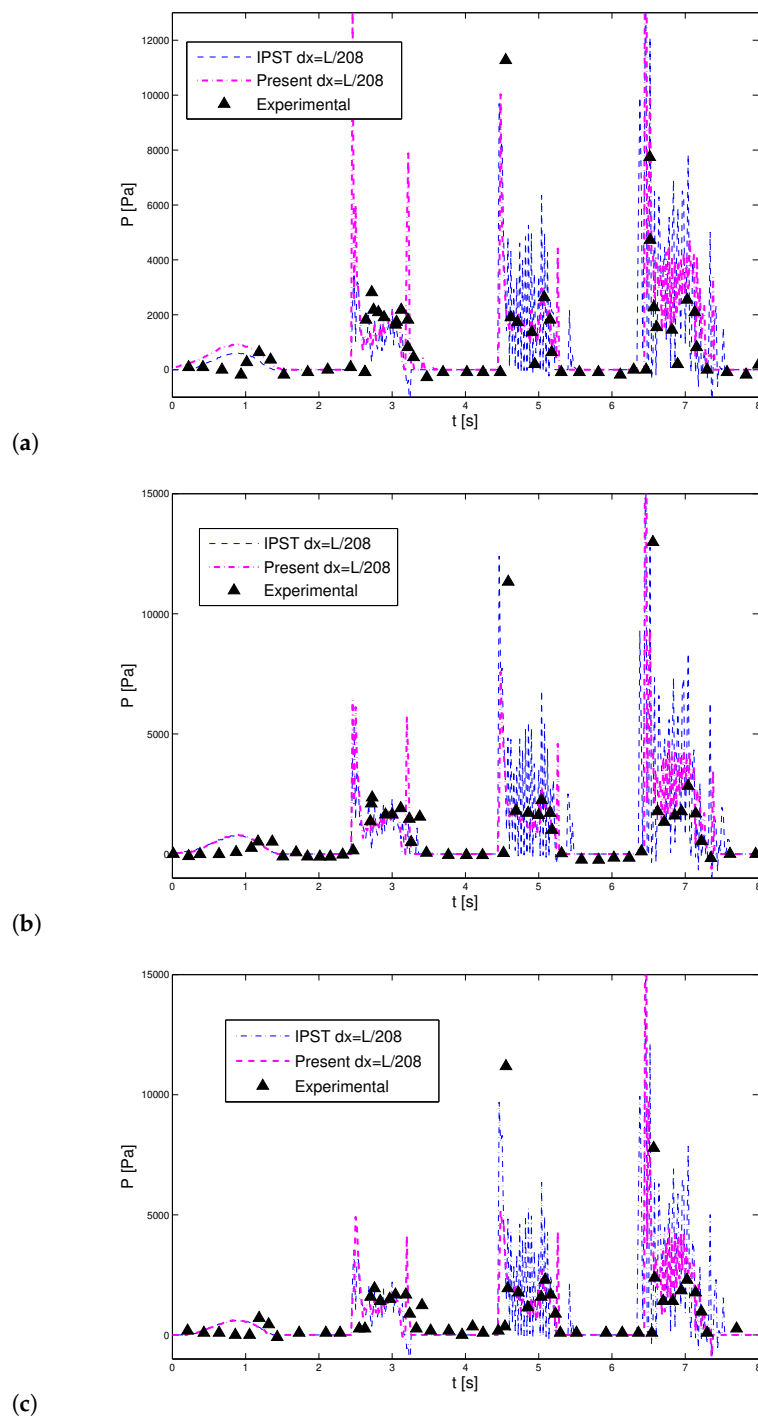 12000
10000
8000
6000
4000
2000
0
P [Pa]
IPST dx=L/208
Present dx=L/208
Experimental
0 1 2 3 4 5 6 7 8
t [s]
(a)
15000
10000
5000
0
P [Pa]
IPST dx=L/208
Present dx=L/208
Experimental
0 1 2 3 4 5 6 7 8
t [s]
(b)
15000
10000
5000
0
P [Pa]
IPST dx=L/208
Present dx=L/208
Experimental
0 1 2 3 4 5 6 7 8
t [s]
(c)